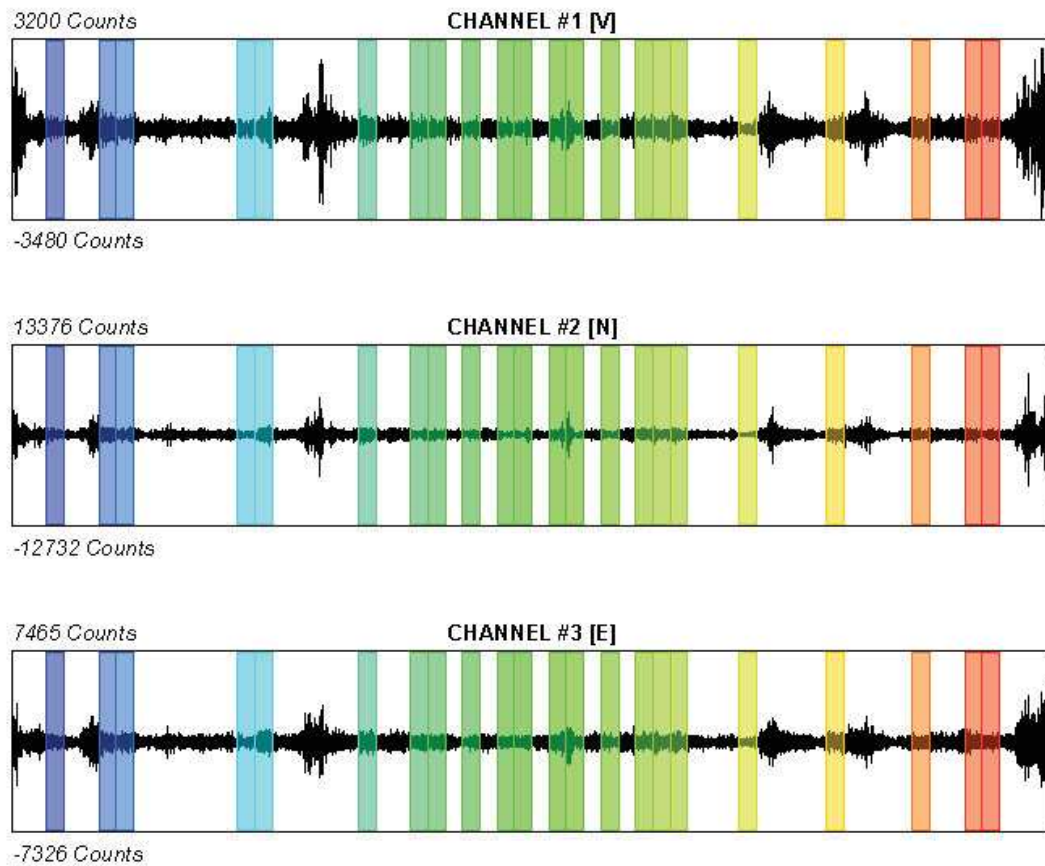 3200 Counts
CHANNEL #1 [V]
-3480 Counts
13376 Counts
CHANNEL #2 [N]
-12732 Counts
7465 Counts
CHANNEL #3 [E]
-7326 Counts